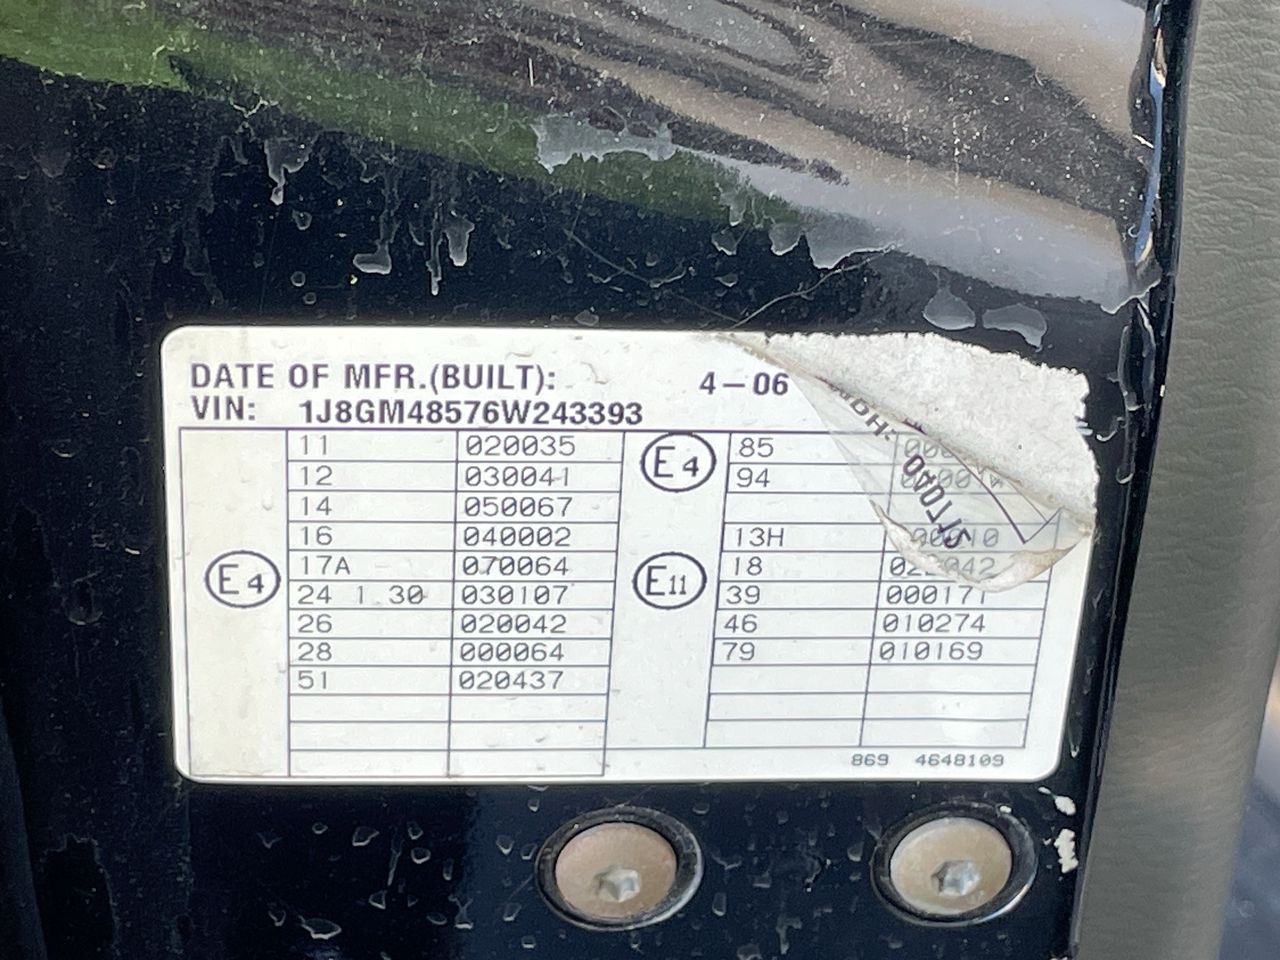 DATE OF MFR.(BUILT): 4-06
VIN: 1J8GM48576W243393
E4
11 020035
12 030041
14 050067
16 040002
17A 070064
24 1.30 030107
26 020042
28 000064
51 020437
E4
85
94
E11
13H
18
39 000171
46 010274
79 010169
869 4648109